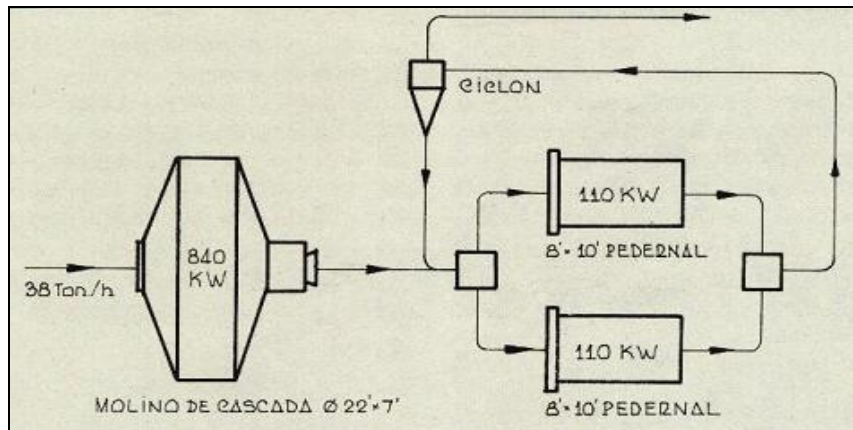 CICLON
110 KW
8'×10' PEDERNAL
840
KW
38 Ton/h
110 KW
8'×10' PEDERNAL
MOLINO DE CASCADA Ø 22'×7'